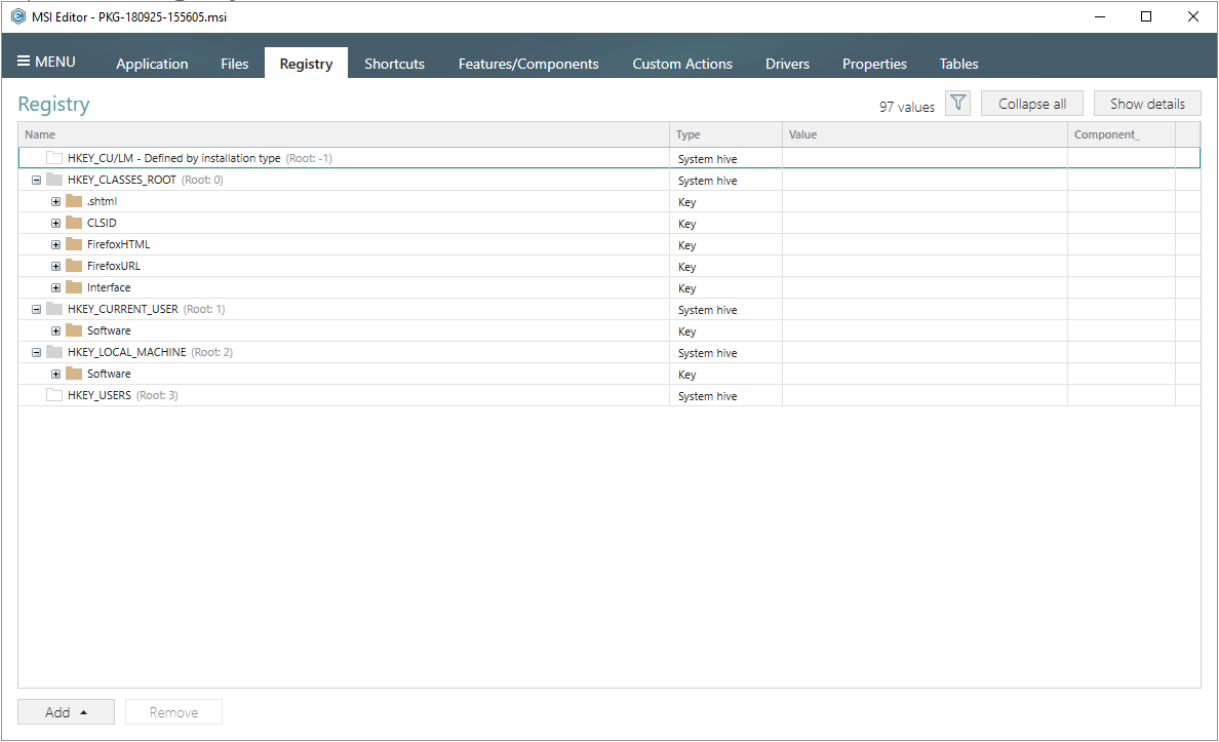 MSI Editor - PKG-180925-155605.msi
MENU Application Files Registry Shortcuts Features/Components Custom Actions Drivers Properties Tables
Registry 97 values Collapse all Show details
Name Type Value Component_
HKEY_CU/LM - Defined by installation type (Root: -1) System hive
HKEY_CLASSES_ROOT (Root: 0) System hive
.shtml Key
CLSID Key
FirefoxHTML Key
FirefoxURL Key
Interface Key
HKEY_CURRENT_USER (Root: 1) System hive
Software Key
HKEY_LOCAL_MACHINE (Root: 2) System hive
Software Key
HKEY_USERS (Root: 3) System hive
Add Remove